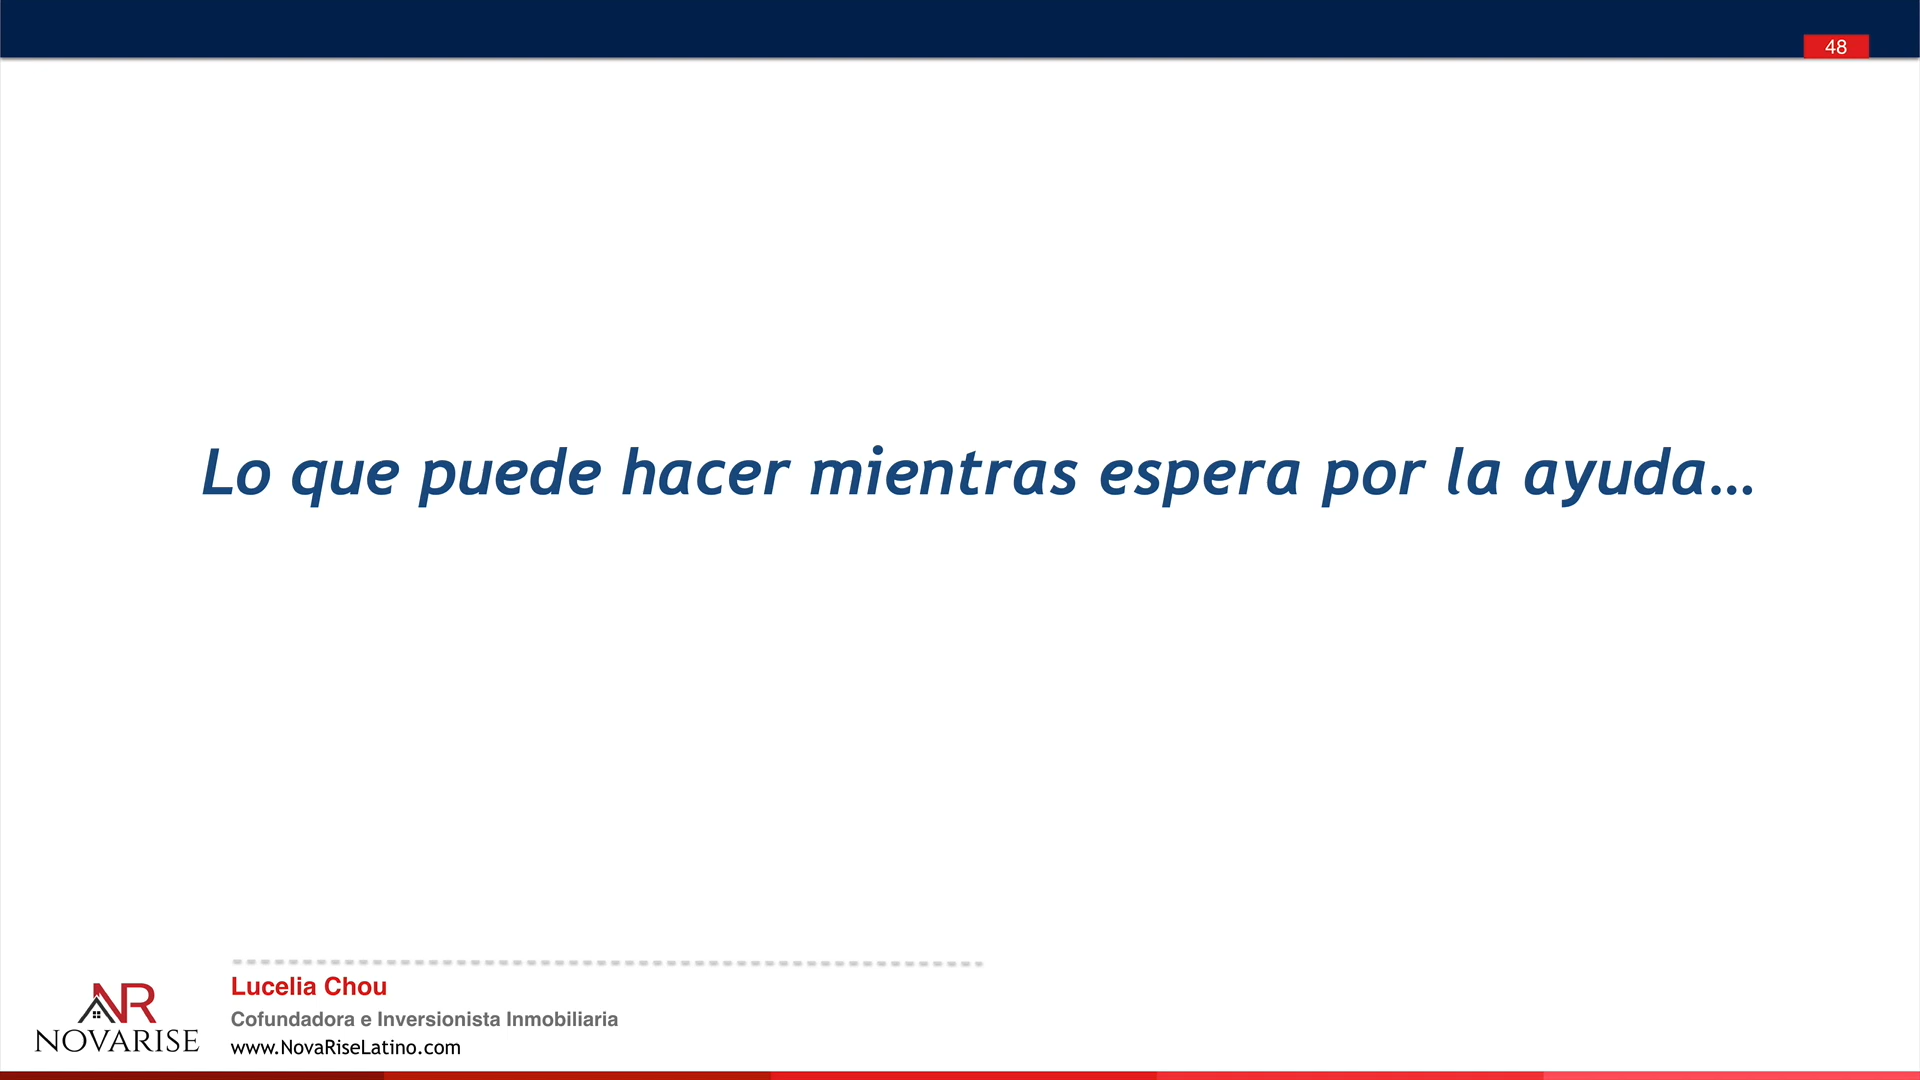 48
Lo que puede hacer mientras espera por la ayuda...
Lucelia Chou
Cofundadora e Inversionista Inmobiliaria
www.NovaRiseLatino.com
NR
NOVARISE